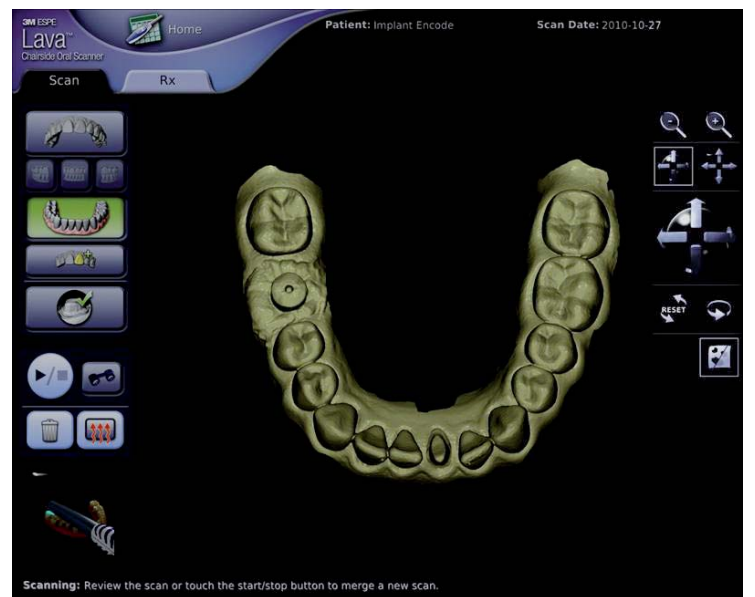 3M ESPE
Lava™
Chairside Oral Scanner
Home
Patient: Implant Encode
Scan Date: 2010-10-27
Scan
Rx
RESET
Scanning: Review the scan or touch the start/stop button to merge a new scan.